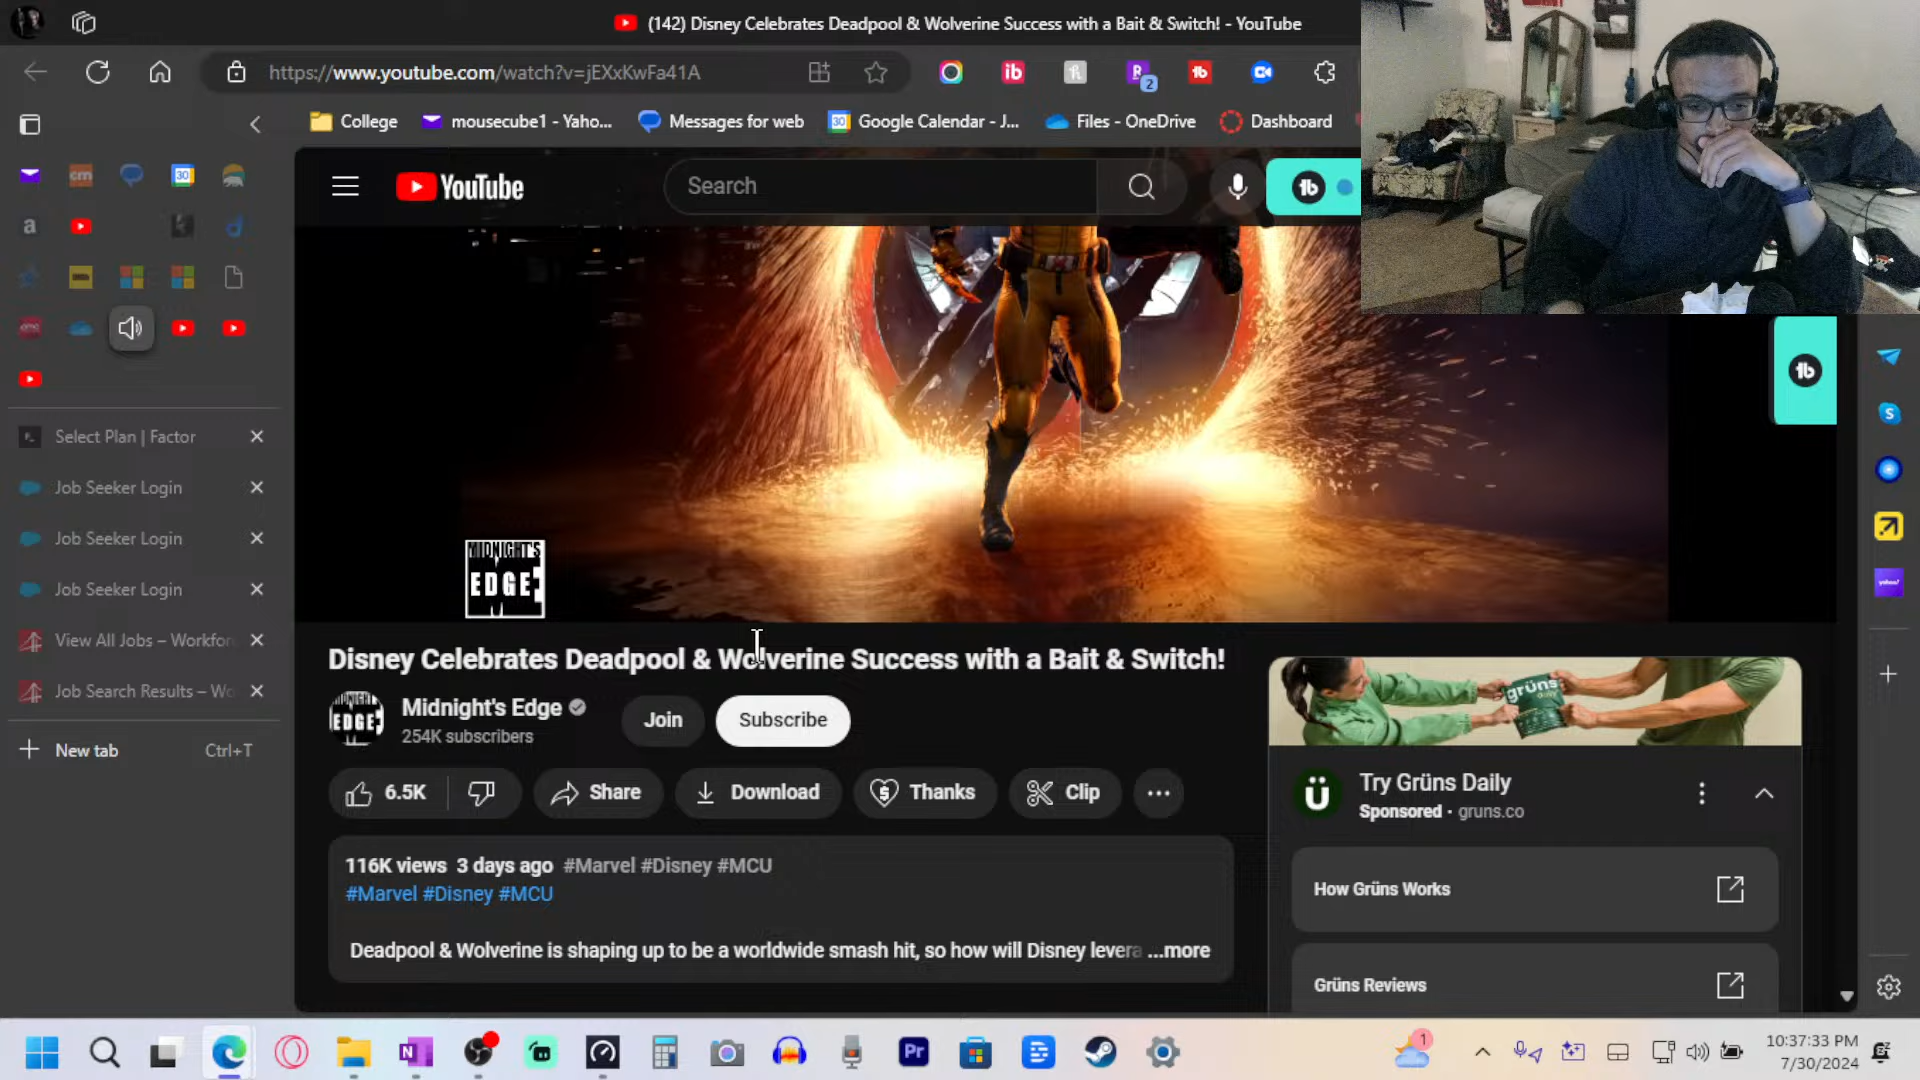 (142) Disney Celebrates Deadpool & Wolverine Success with a Bait & Switch! - YouTube
https://www.youtube.com/watch?v=jEXxKwFa41A
2
College
mousecube1 - Yaho...
Messages for web
Google Calendar - J...
Files - OneDrive
Dashboard
YouTube
Search
Select Plan | Factor
Job Seeker Login
Job Seeker Login
Job Seeker Login
View All Jobs – Workfor
Job Search Results – Wo
New tab
Ctrl+T
MIDNIGHT'S
EDGE
Disney Celebrates Deadpool & Wolverine Success with a Bait & Switch!
Midnight's Edge
254K subscribers
Join
Subscribe
6.5K
Share
Download
Thanks
Clip
116K views 3 days ago #Marvel #Disney #MCU
#Marvel #Disney #MCU
Deadpool & Wolverine is shaping up to be a worldwide smash hit, so how will Disney levera ...more
grüns
Try Grüns Daily
Sponsored · gruns.co
How Grüns Works
Grüns Reviews
10:37:33 PM
7/30/2024